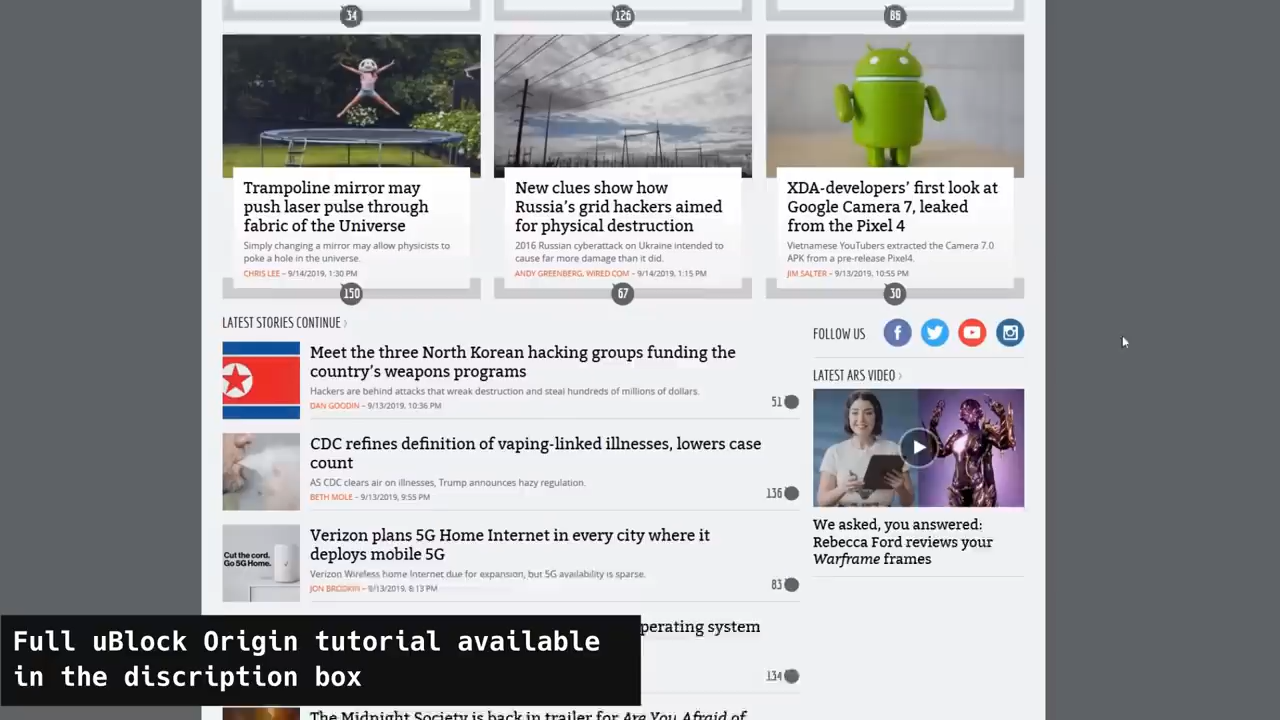 34
126
86
Trampoline mirror may
push laser pulse through
fabric of the Universe
Simply changing a mirror may allow physicists to
poke a hole in the universe.
CHRIS LEE – 9/14/2019, 1:30 PM
150
New clues show how
Russia’s grid hackers aimed
for physical destruction
2016 Russian cyberattack on Ukraine intended to
cause far more damage than it did.
ANDY GREENBERG, WIRED.COM – 9/14/2019, 1:15 PM
67
XDA-developers’ first look at
Google Camera 7, leaked
from the Pixel 4
Vietnamese YouTubers extracted the Camera 7.0
APK from a pre-release Pixel4.
JIM SALTER – 9/13/2019, 10:55 PM
30
LATEST STORIES CONTINUE ›
Meet the three North Korean hacking groups funding the
country’s weapons programs
Hackers are behind attacks that wreak destruction and steal hundreds of millions of dollars.
DAN GOODIN – 9/13/2019, 10:36 PM
51
CDC refines definition of vaping-linked illnesses, lowers case
count
AS CDC clears air on illnesses, Trump announces hazy regulation.
BETH MOLE – 9/13/2019, 9:55 PM
136
Cut the cord.
Go 5G Home.
Verizon plans 5G Home Internet in every city where it
deploys mobile 5G
Verizon Wireless home Internet due for expansion, but 5G availability is sparse.
JON BRODKIN – 9/13/2019, 8:13 PM
83
perating system
134
The Midnight Society is back in trailer for Are You Afraid of
FOLLOW US
LATEST ARS VIDEO ›
We asked, you answered:
Rebecca Ford reviews your
Warframe frames
Full uBlock Origin tutorial available
in the discription box